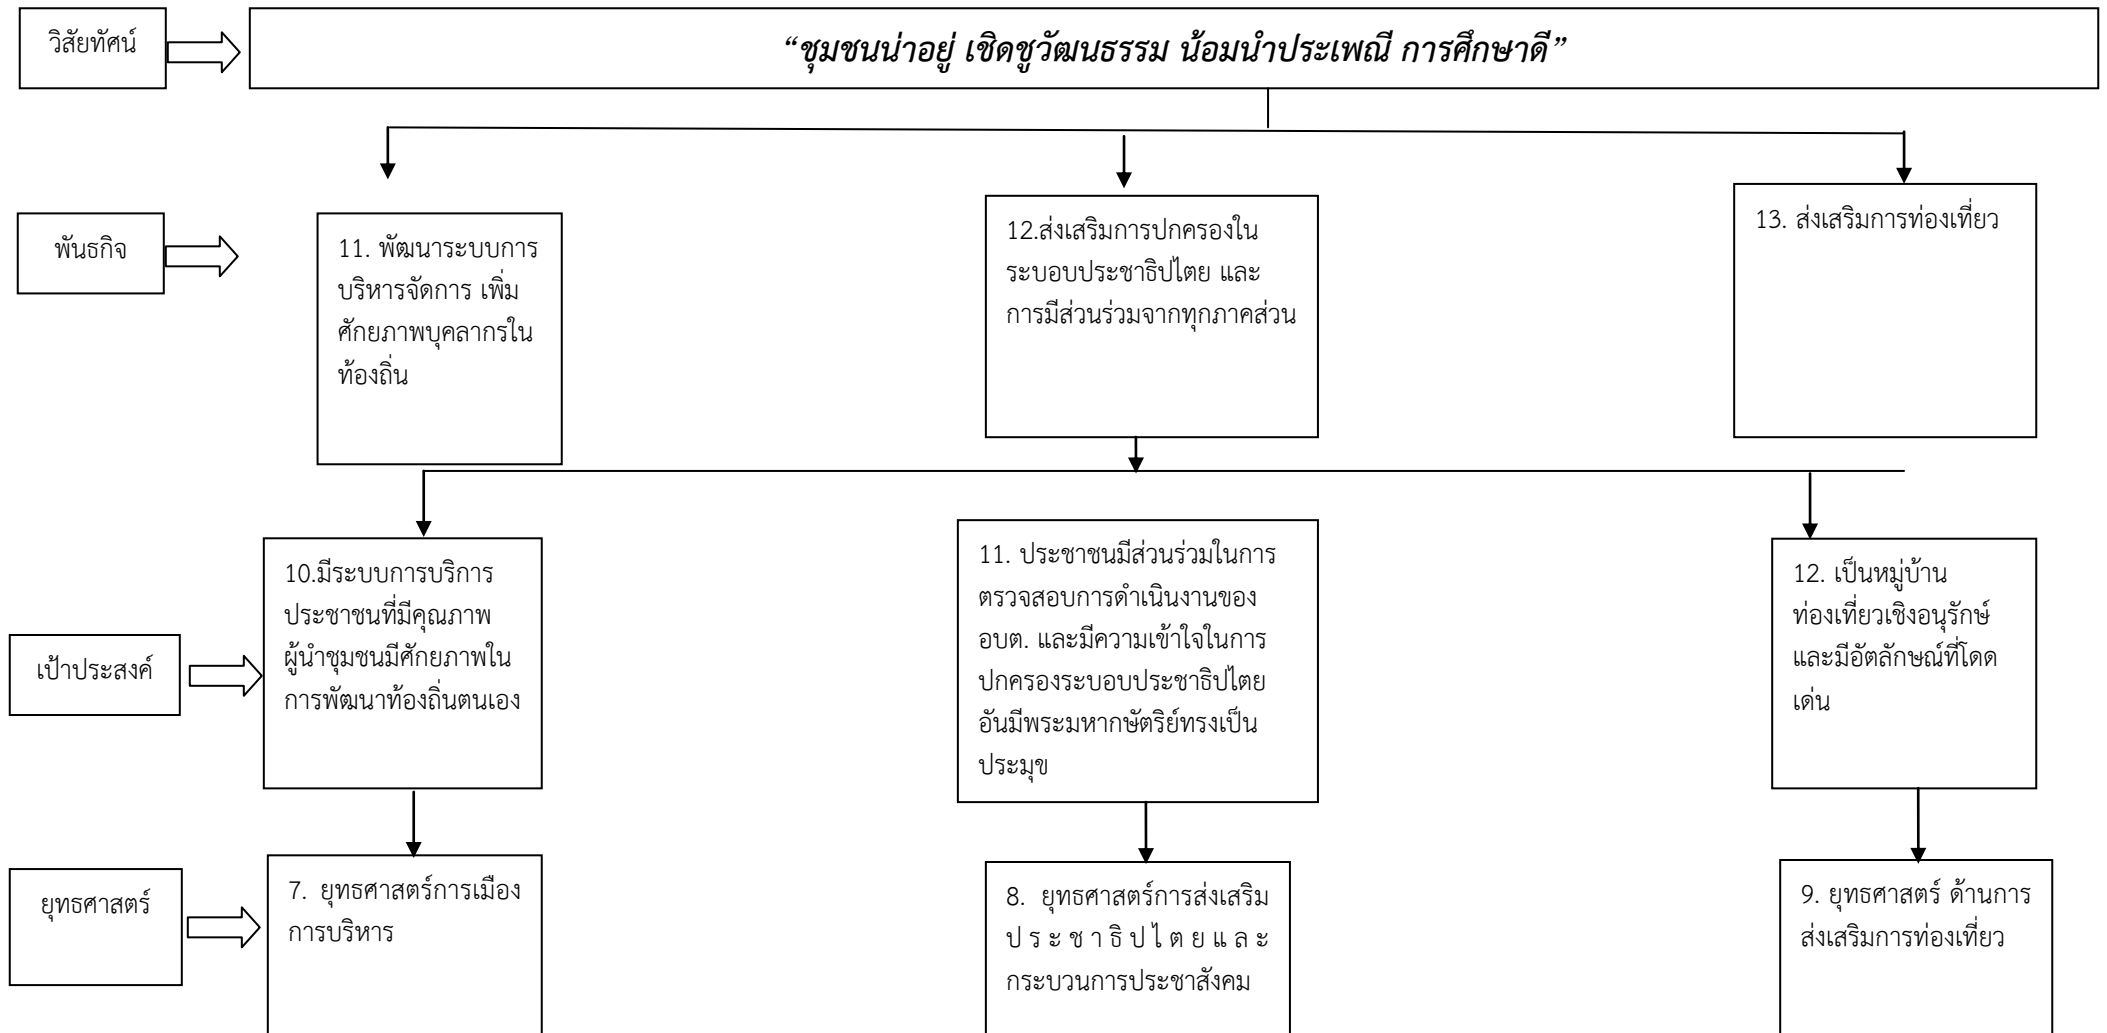 วิสัยทัศน์
“ชุมชนน่าอยู่ เชิดชูวัฒนธรรม น้อมนำประเพณี การศึกษาดี”
พันธกิจ
11. พัฒนาระบบการ
บริหารจัดการ เพิ่ม
ศักยภาพบุคลากรใน
ท้องถิ่น
12.ส่งเสริมการปกครองใน
ระบอบประชาธิปไตย และ
การมีส่วนร่วมจากทุกภาคส่วน
13. ส่งเสริมการท่องเที่ยว
เป้าประสงค์
10.มีระบบการบริการ
ประชาชนที่มีคุณภาพ
ผู้นำชุมชนมีศักยภาพใน
การพัฒนาท้องถิ่นตนเอง
11. ประชาชนมีส่วนร่วมในการ
ตรวจสอบการดำเนินงานของ
อบต. และมีความเข้าใจในการ
ปกครองระบอบประชาธิปไตย
อันมีพระมหากษัตริย์ทรงเป็น
ประมุข
12. เป็นหมู่บ้าน
ท่องเที่ยวเชิงอนุรักษ์
และมีอัตลักษณ์ที่โดด
เด่น
ยุทธศาสตร์
7. ยุทธศาสตร์การเมือง
การบริหาร
8. ยุทธศาสตร์การส่งเสริม
ประชาธิปไตยและ
กระบวนการประชาสังคม
9. ยุทธศาสตร์ ด้านการ
ส่งเสริมการท่องเที่ยว